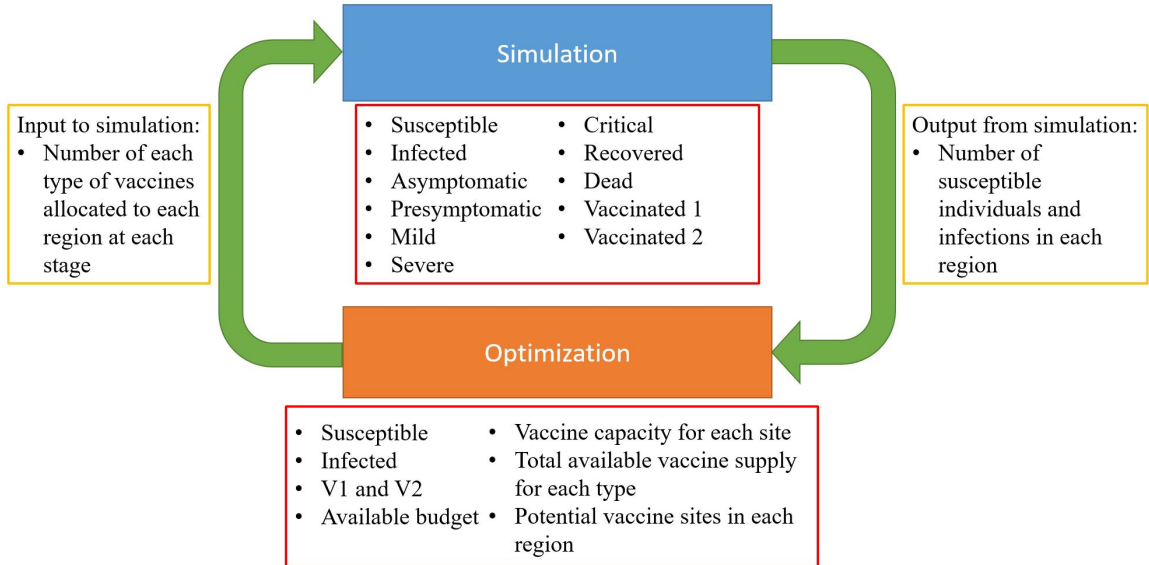 Simulation
Input to simulation:
• Number of each
type of vaccines
allocated to each
region at each
stage
• Susceptible
• Infected
• Asymptomatic
• Presymptomatic
• Mild
• Severe
• Critical
• Recovered
• Dead
• Vaccinated 1
• Vaccinated 2
Output from simulation:
• Number of
susceptible
individuals and
infections in each
region
Optimization
• Susceptible
• Infected
• V1 and V2
• Available budget
• Vaccine capacity for each site
• Total available vaccine supply
for each type
• Potential vaccine sites in each
region